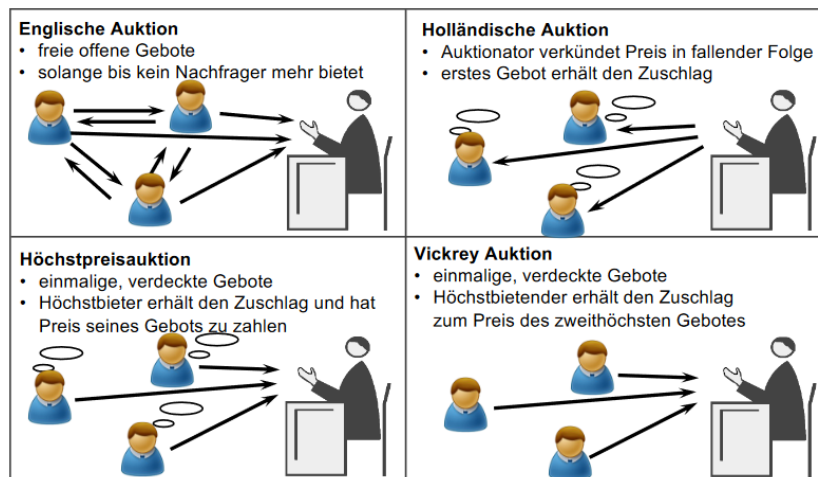 Englische Auktion
• freie offene Gebote
• solange bis kein Nachfrager mehr bietet
Holländische Auktion
• Auktionator verkündet Preis in fallender Folge
• erstes Gebot erhält den Zuschlag
Höchstpreisauktion
• einmalige, verdeckte Gebote
• Höchstbieter erhält den Zuschlag und hat
Preis seines Gebots zu zahlen
Vickrey Auktion
• einmalige, verdeckte Gebote
• Höchstbietender erhält den Zuschlag
zum Preis des zweithöchsten Gebotes